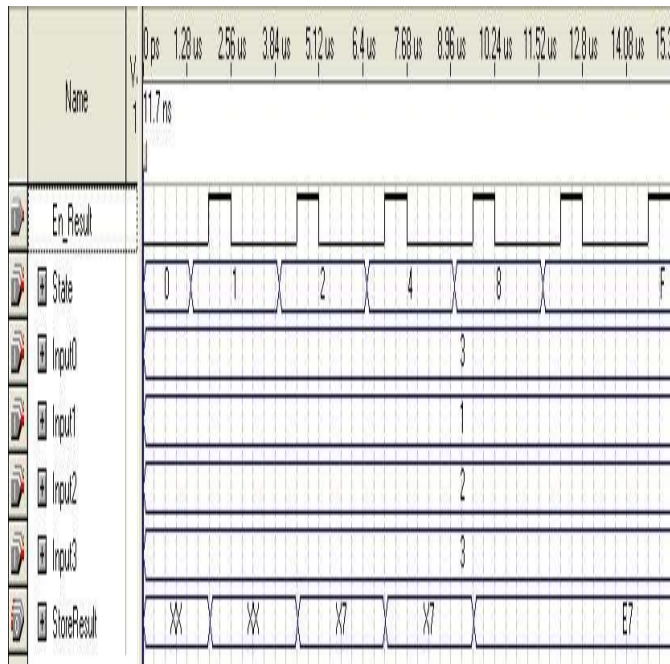 0 ps 1.28 us 2.56 us 3.84 us 5.12 us 6.4 us 7.68 us 8.96 us 10.24 us 11.52 us 12.8 us 14.08 us 15.3
Name
V
1
11.7 ns
En_Result
State 0 1 2 4 8 F
Input0 3
Input1 1
Input2 2
Input3 3
StoreResult XX XX X7 X7 E7